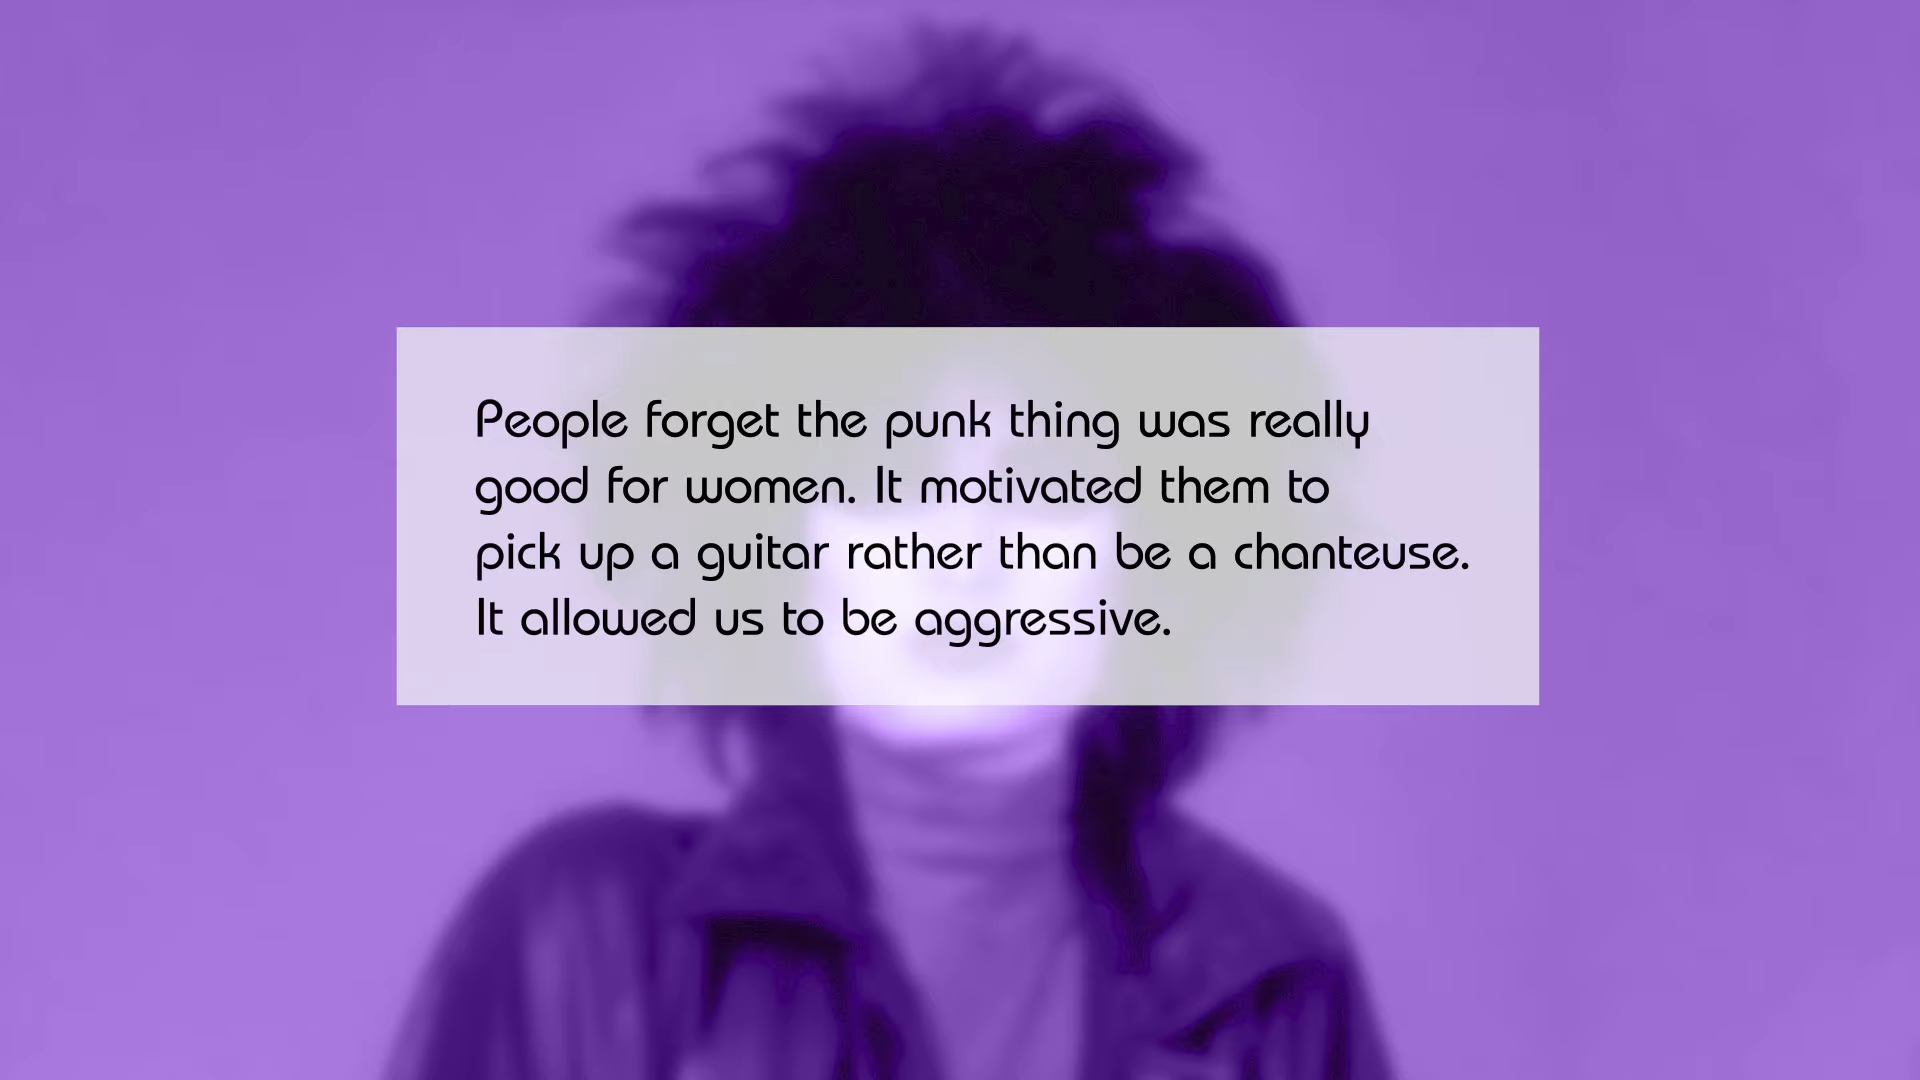 People forget the punk thing was really
good for women. It motivated them to
pick up a guitar rather than be a chanteuse.
It allowed us to be aggressive.